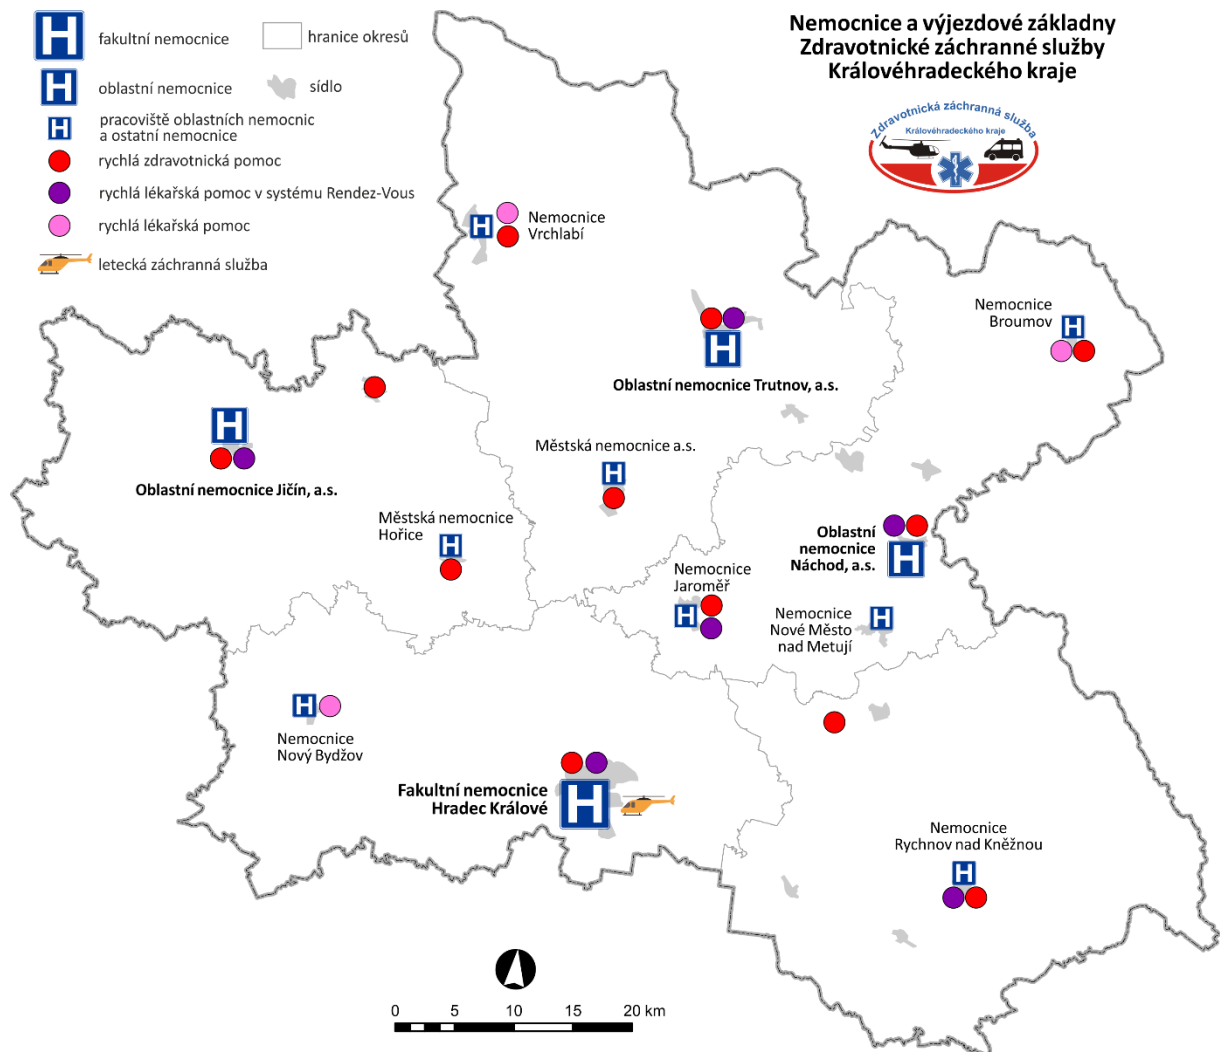 Nemocnice a výjezdové základny
Zdravotnické záchranné služby
Královéhradeckého kraje
Zdravotnická záchranná služba
Královéhradeckého kraje
H
fakultní nemocnice
hranice okresů
H
oblastní nemocnice
sídlo
H
pracoviště oblastních nemocnic
a ostatní nemocnice
rychlá zdravotnická pomoc
rychlá lékařská pomoc v systému Rendez-Vous
rychlá lékařská pomoc
letecká záchranná služba
H
Nemocnice
Vrchlabí
Nemocnice
Broumov
H
H
Oblastní nemocnice Trutnov, a.s.
H
Oblastní nemocnice Jičín, a.s.
Městská nemocnice a.s.
H
Městská nemocnice
Hořice
H
Oblastní
nemocnice
Náchod, a.s.
H
Nemocnice
Jaroměř
H
Nemocnice
Nové Město
nad Metují
H
H
Nemocnice
Nový Bydžov
Fakultní nemocnice
Hradec Králové
H
Nemocnice
Rychnov nad Kněžnou
H
0 5 10 15 20 km